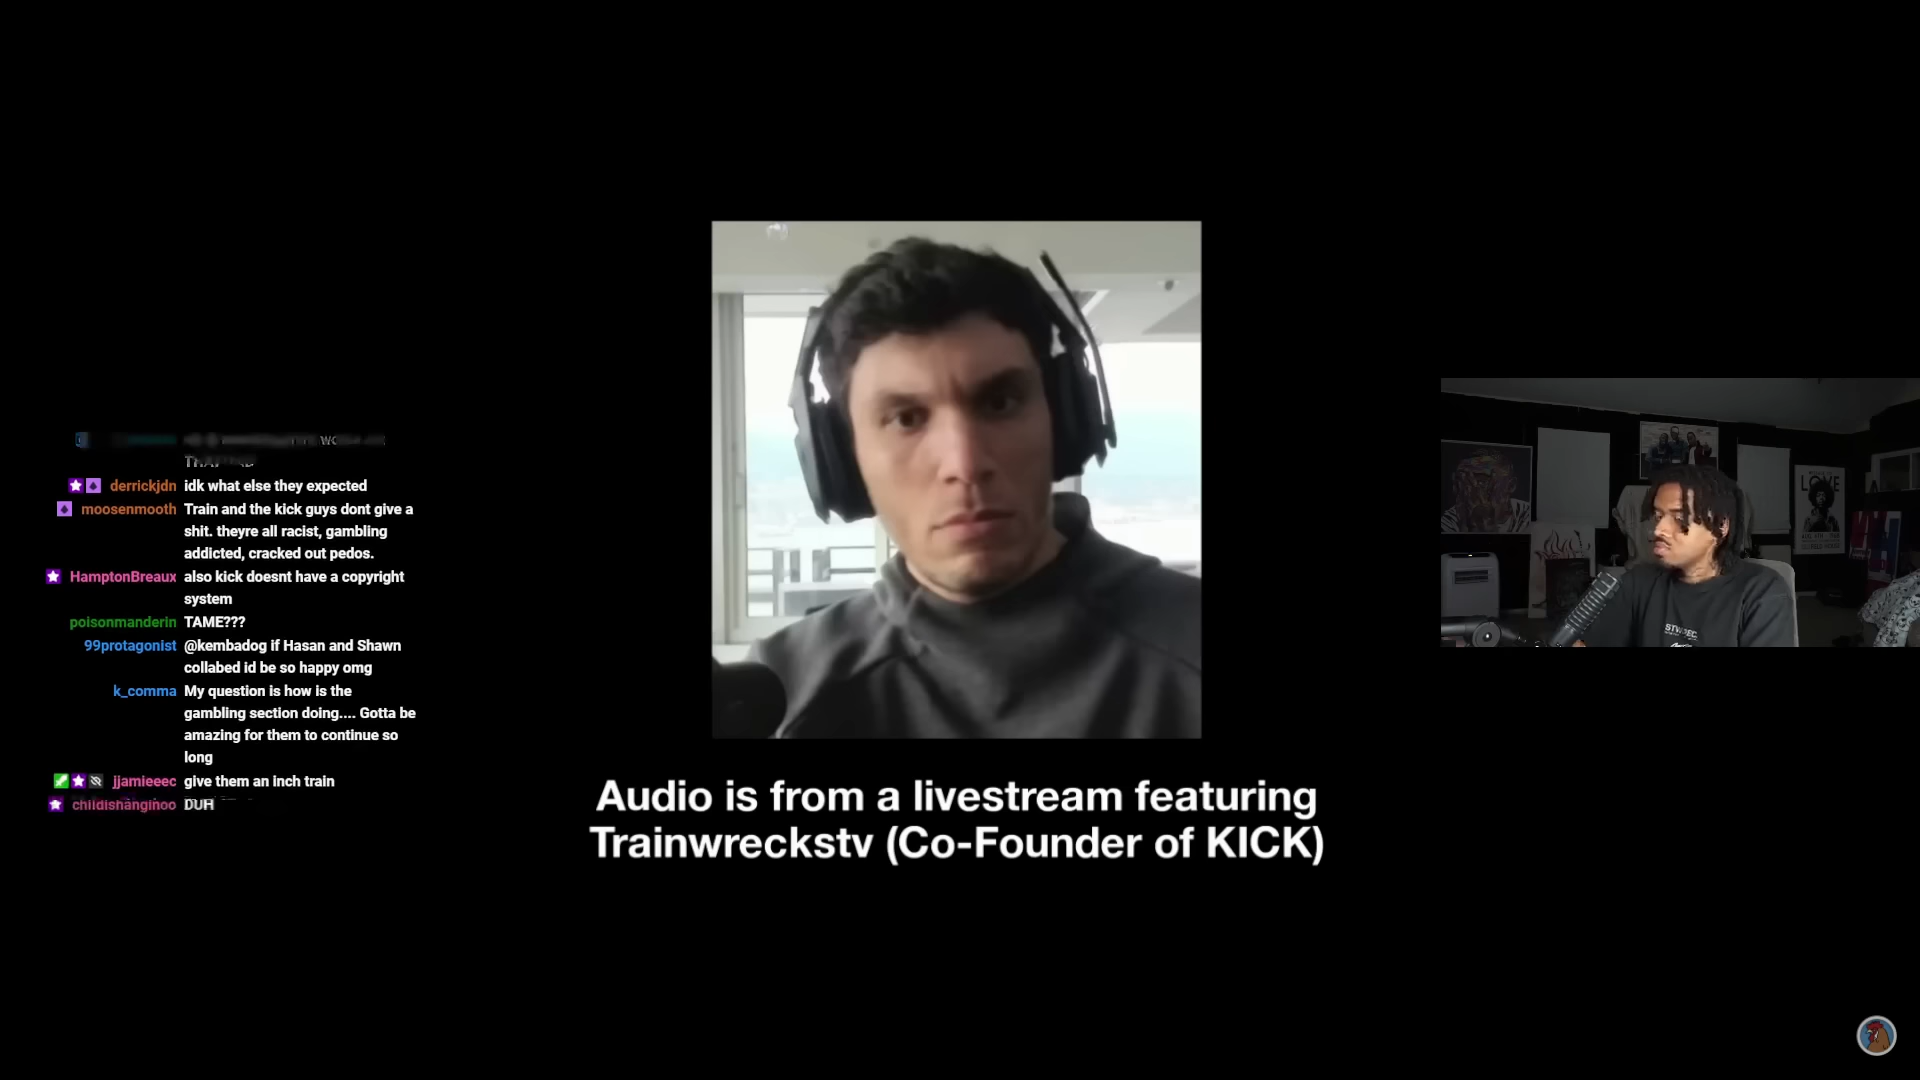 derrickjdn idk what else they expected
moosenmooth Train and the kick guys dont give a
shit. theyre all racist, gambling
addicted, cracked out pedos.
HamptonBreaux also kick doesnt have a copyright
system
poisonmanderin TAME???
99protagonist @kembadog if Hasan and Shawn
collabed id be so happy omg
k_comma My question is how is the
gambling section doing.... Gotta be
amazing for them to continue so
long
jjamieeec give them an inch train
childishanginoo DUH
Audio is from a livestream featuring
Trainwreckstv (Co-Founder of KICK)
LOVE